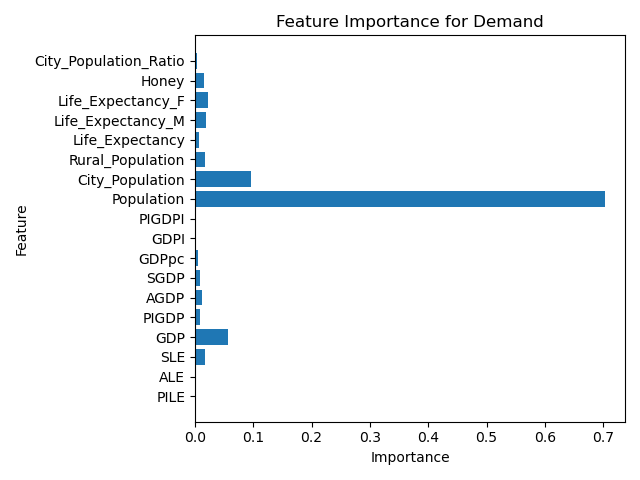 Feature Importance for Demand
City_Population_Ratio
Honey
Life_Expectancy_F
Life_Expectancy_M
Life_Expectancy
Rural_Population
City_Population
Population
PIGDPI
GDPI
GDPpc
SGDP
AGDP
PIGDP
GDP
SLE
ALE
PILE
Feature
0.0 0.1 0.2 0.3 0.4 0.5 0.6 0.7
Importance